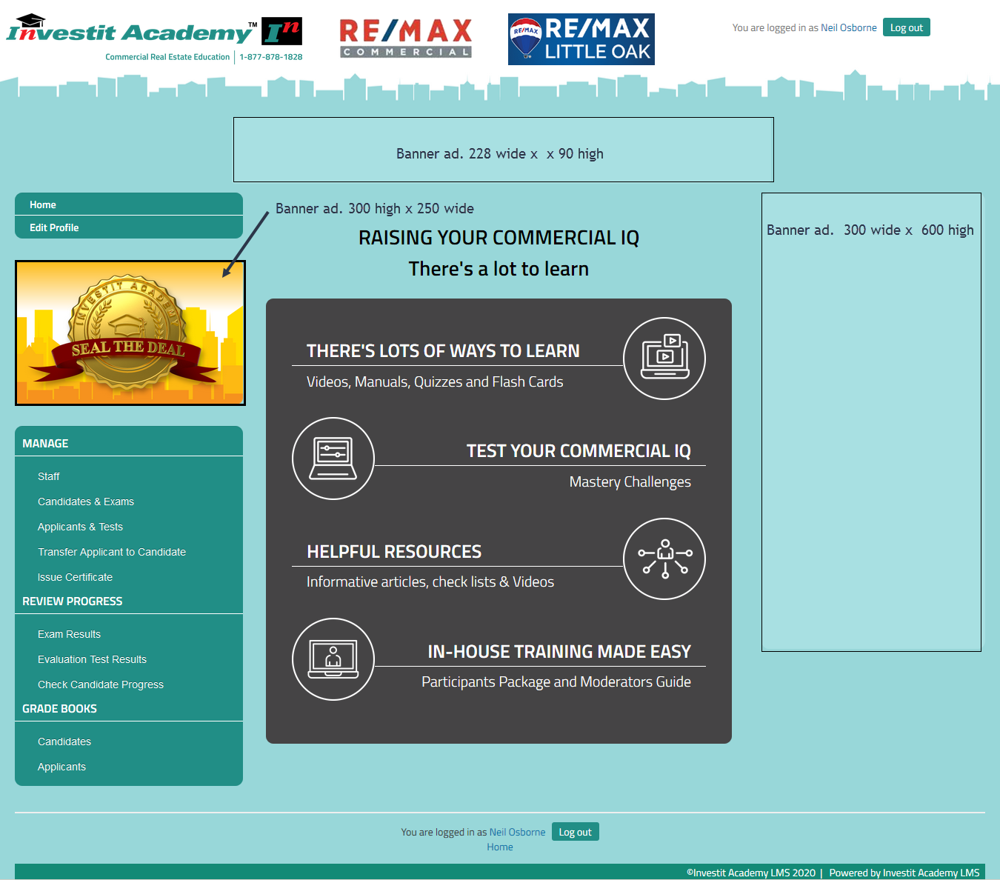 Investit Academy™ In
Commercial Real Estate Education | 1-877-878-1828
RE/MAX
COMMERCIAL
RE/MAX
RE/MAX
LITTLE OAK
You are logged in as Neil Osborne Log out
Banner ad. 228 wide x  x 90 high
Home
Edit Profile
Banner ad. 300 high x 250 wide
Banner ad.  300 wide x  600 high
RAISING YOUR COMMERCIAL IQ
There's a lot to learn
INVESTIT ACADEMY
SEAL THE DEAL
THERE'S LOTS OF WAYS TO LEARN
Videos, Manuals, Quizzes and Flash Cards
TEST YOUR COMMERCIAL IQ
Mastery Challenges
HELPFUL RESOURCES
Informative articles, check lists & Videos
IN-HOUSE TRAINING MADE EASY
Participants Package and Moderators Guide
MANAGE
Staff
Candidates & Exams
Applicants & Tests
Transfer Applicant to Candidate
Issue Certificate
REVIEW PROGRESS
Exam Results
Evaluation Test Results
Check Candidate Progress
GRADE BOOKS
Candidates
Applicants
You are logged in as Neil Osborne Log out
Home
©Investit Academy LMS 2020 | Powered by Investit Academy LMS